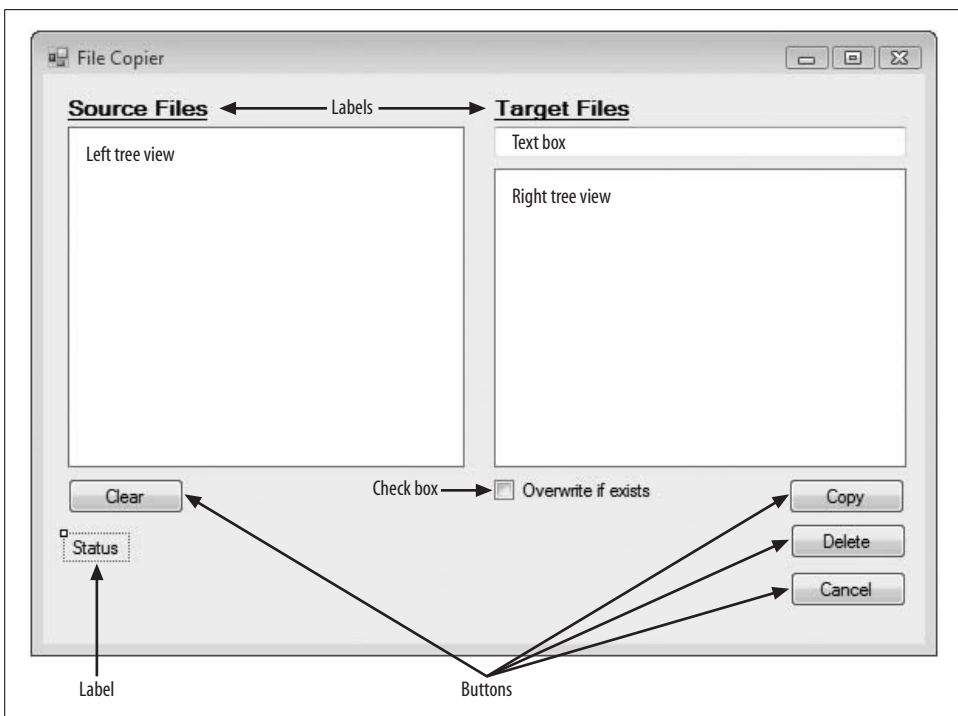 File Copier
Source Files
Labels
Target Files
Left tree view
Text box
Right tree view
Clear
Check box
Overwrite if exists
Copy
Status
Delete
Cancel
Label
Buttons